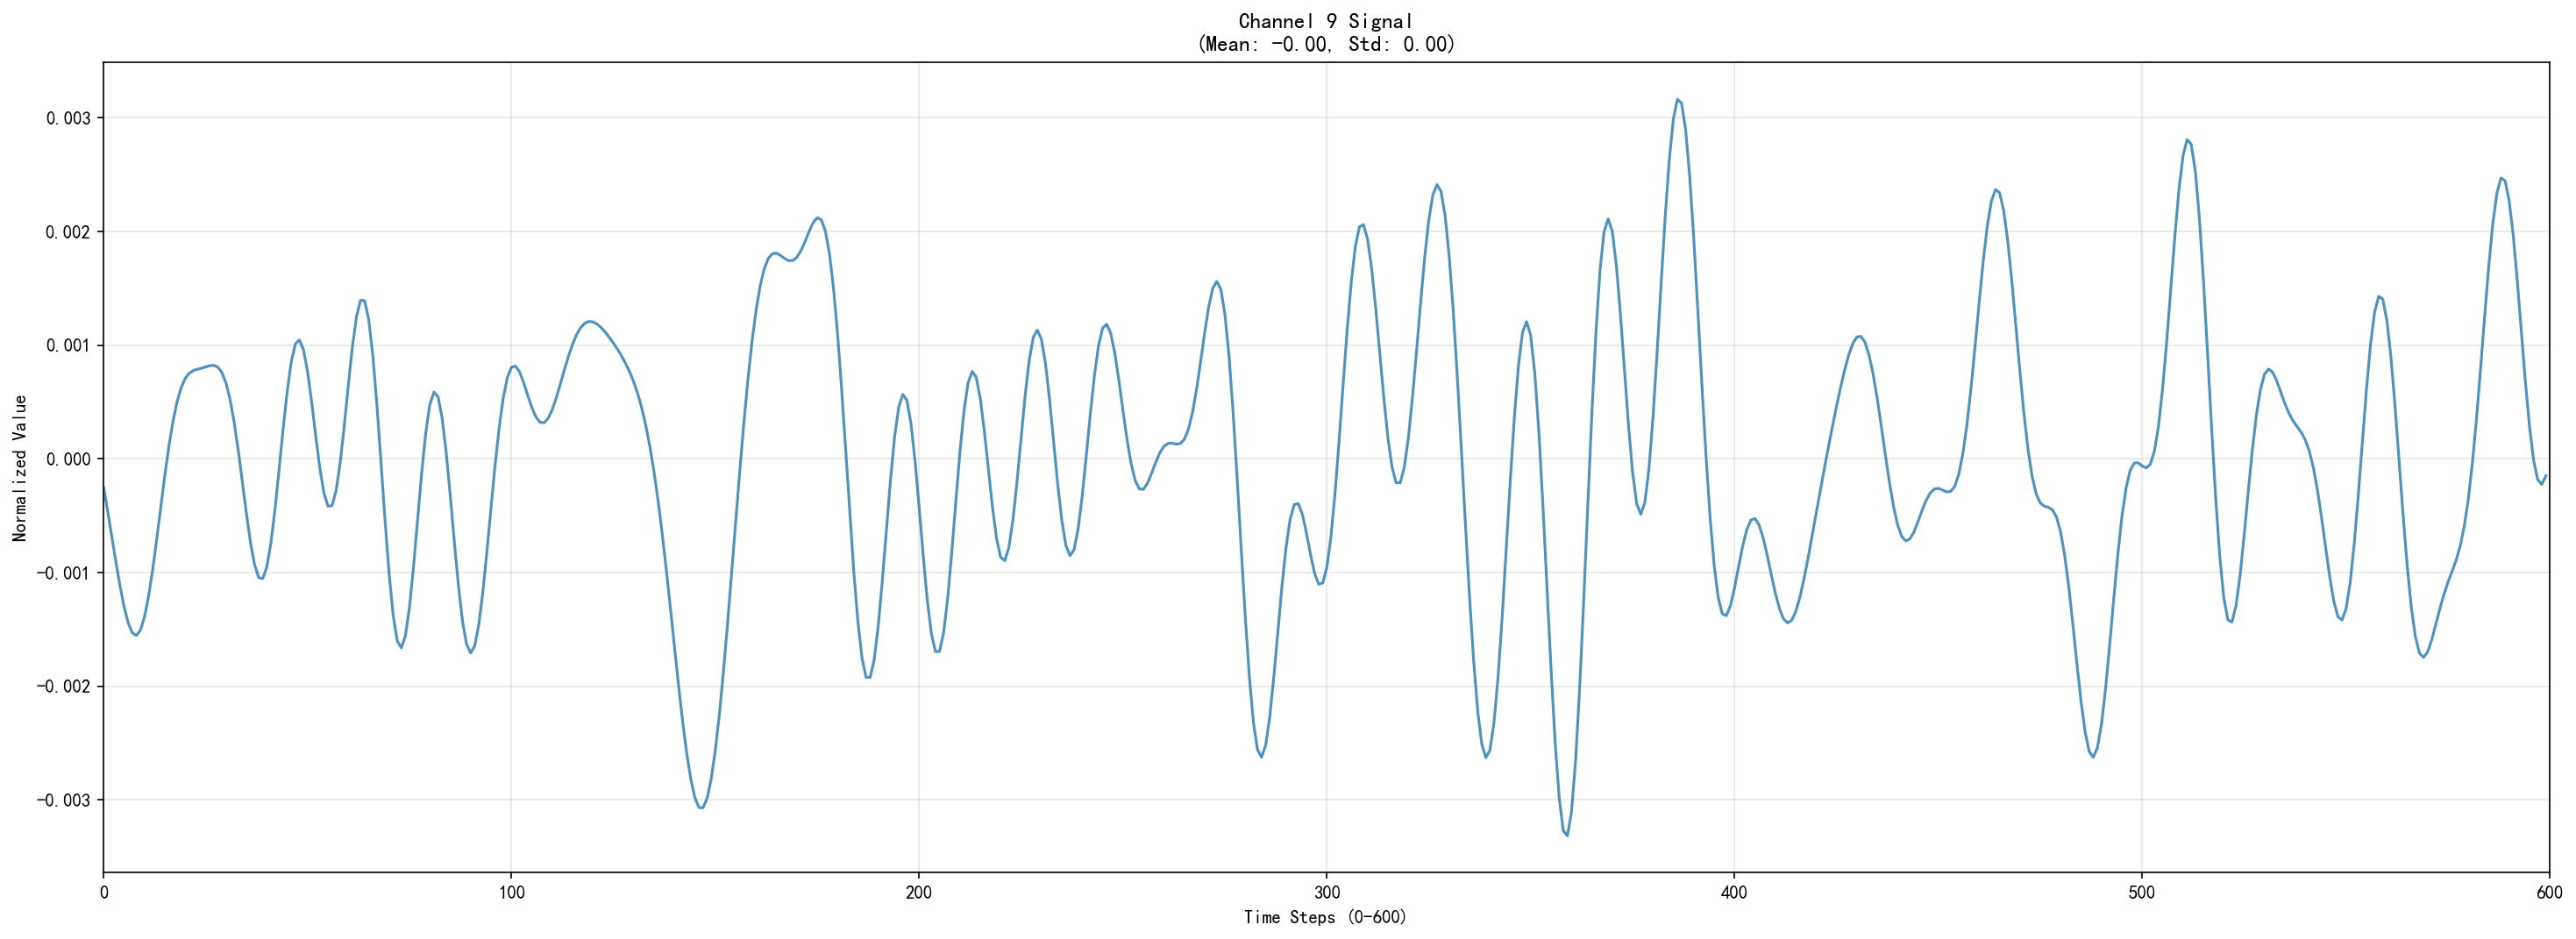 Channel 9 Signal
(Mean: -0.00, Std: 0.00)
0.003
0.002
0.001
0.000
-0.001
-0.002
-0.003
Normalized Value
0 100 200 300 400 500 600
Time Steps (0-600)